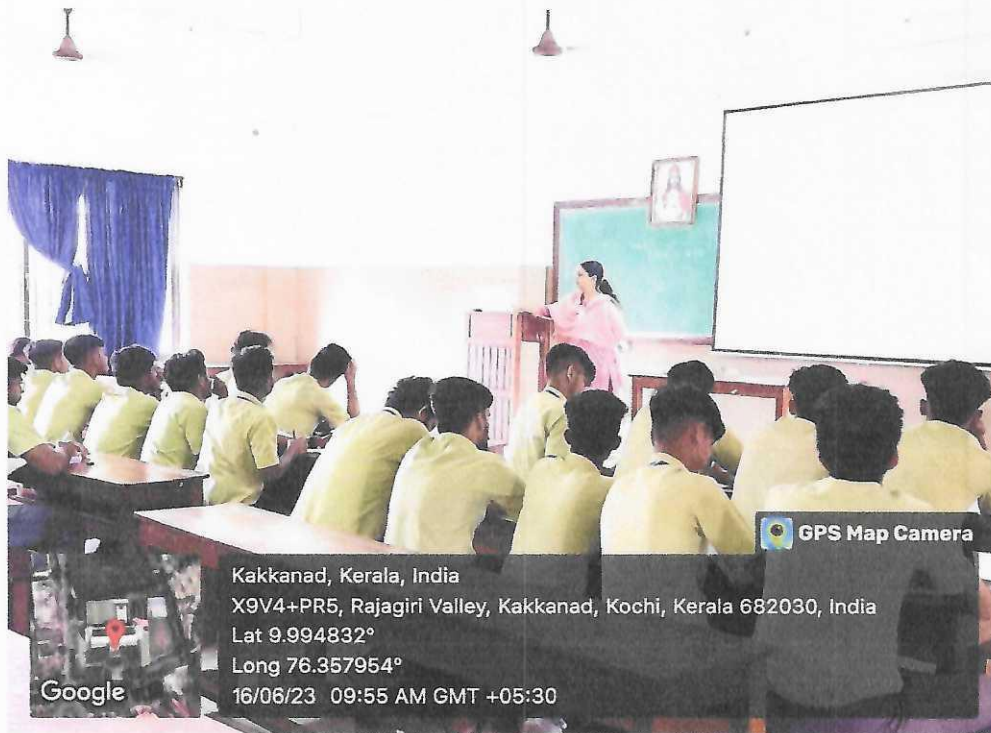 GPS Map Camera
Kakkanad, Kerala, India
X9V4+PR5, Rajagiri Valley, Kakkanad, Kochi, Kerala 682030, India
Lat 9.994832°
Long 76.357954°
16/06/23 09:55 AM GMT +05:30
Google